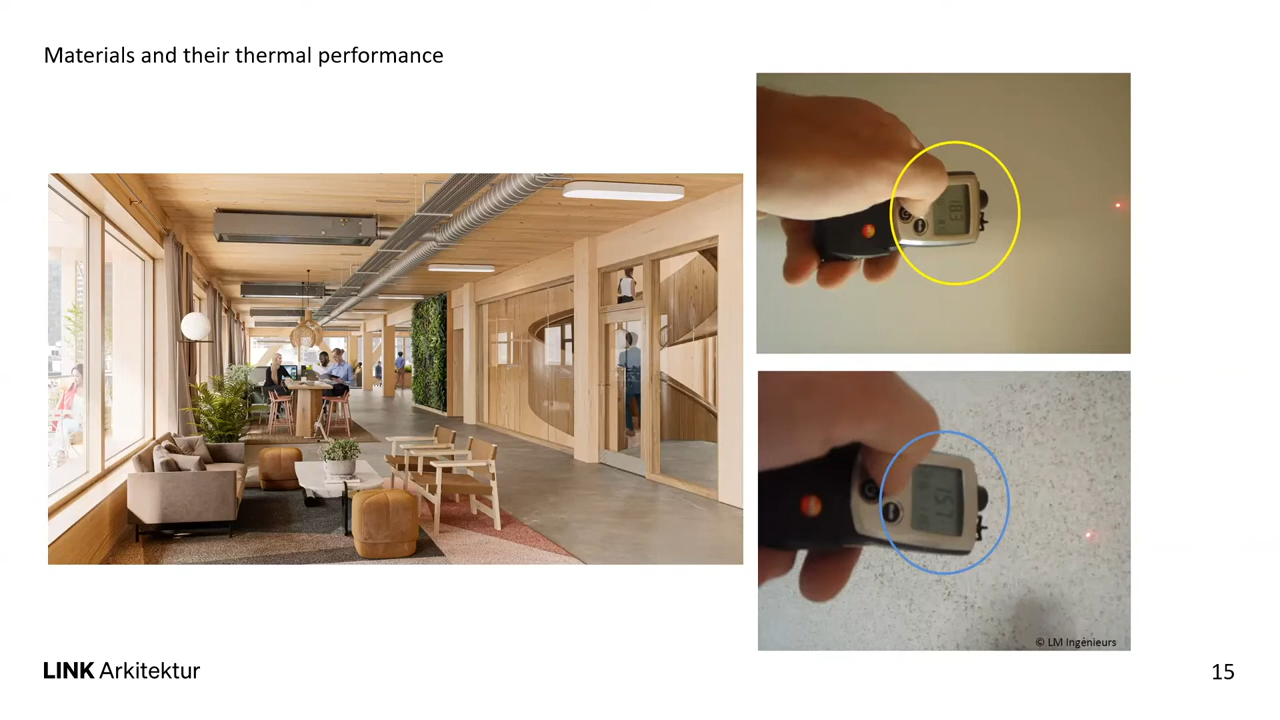 Materials and their thermal performance
© LM Ingénieurs
LINK Arkitektur
15